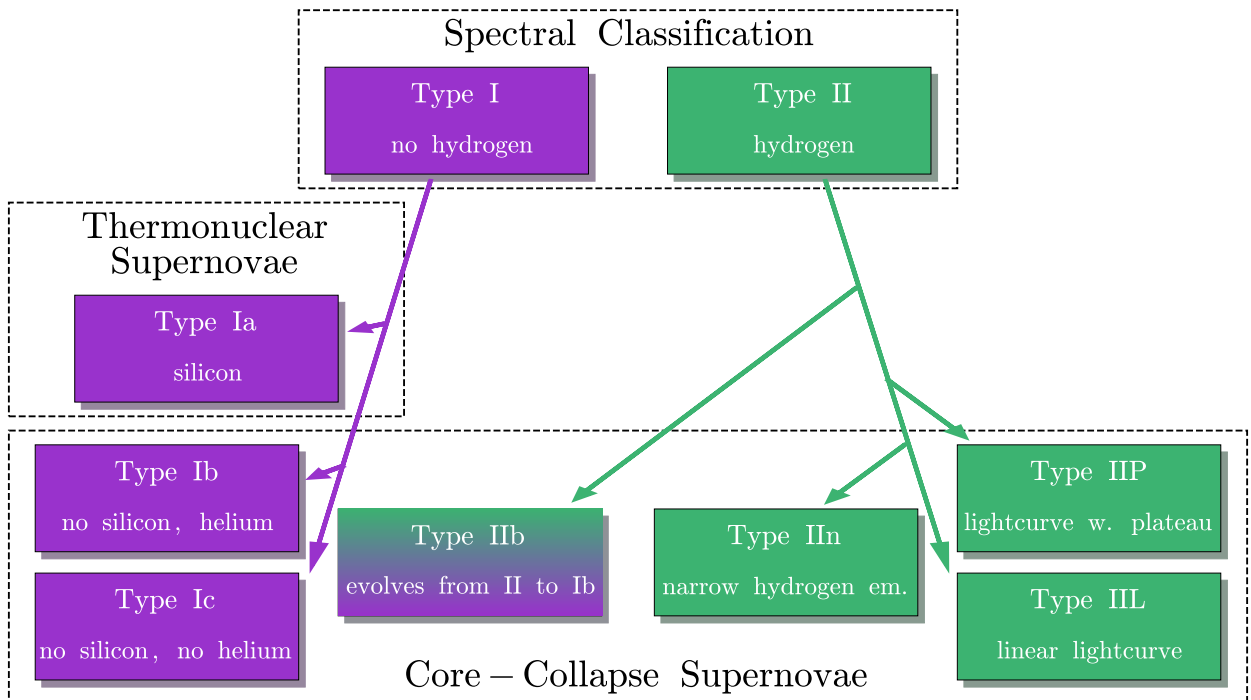 Spectral Classification
Type I
no hydrogen
Type II
hydrogen
Thermonuclear
Supernovae
Type Ia
silicon
Type Ib
no silicon, helium
Type Ic
no silicon, no helium
Type IIb
evolves from II to Ib
Type IIn
narrow hydrogen em.
Type IIP
lightcurve w. plateau
Type IIL
linear lightcurve
Core – Collapse Supernovae